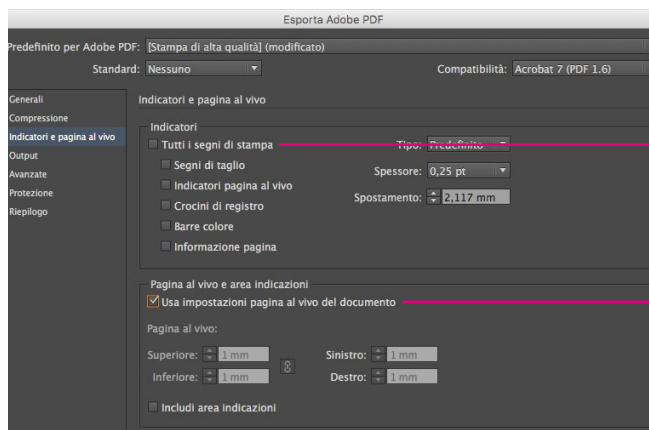 Esporta Adobe PDF
Predefinito per Adobe PDF: [Stampa di alta qualità] (modificato)
Standard: Nessuno Compatibilità: Acrobat 7 (PDF 1.6)
Generali
Compressione
Indicatori e pagina al vivo
Output
Avanzate
Protezione
Riepilogo
Indicatori e pagina al vivo
Indicatori
Tutti i segni di stampa Tipo: Predefinito
Segni di taglio Spessore: 0,25 pt
Indicatori pagina al vivo Spostamento: 2,117 mm
Crocini di registro
Barre colore
Informazione pagina
Pagina al vivo e area indicazioni
Usa impostazioni pagina al vivo del documento
Pagina al vivo:
Superiore: 1 mm Sinistro: 1 mm
Inferiore: 1 mm Destro: 1 mm
Includi area indicazioni